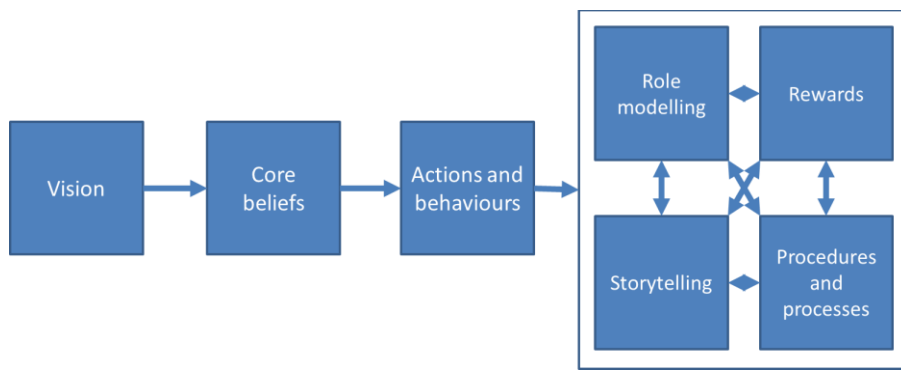 Vision
Core
beliefs
Actions and
behaviours
Role
modelling
Rewards
Storytelling
Procedures
and
processes